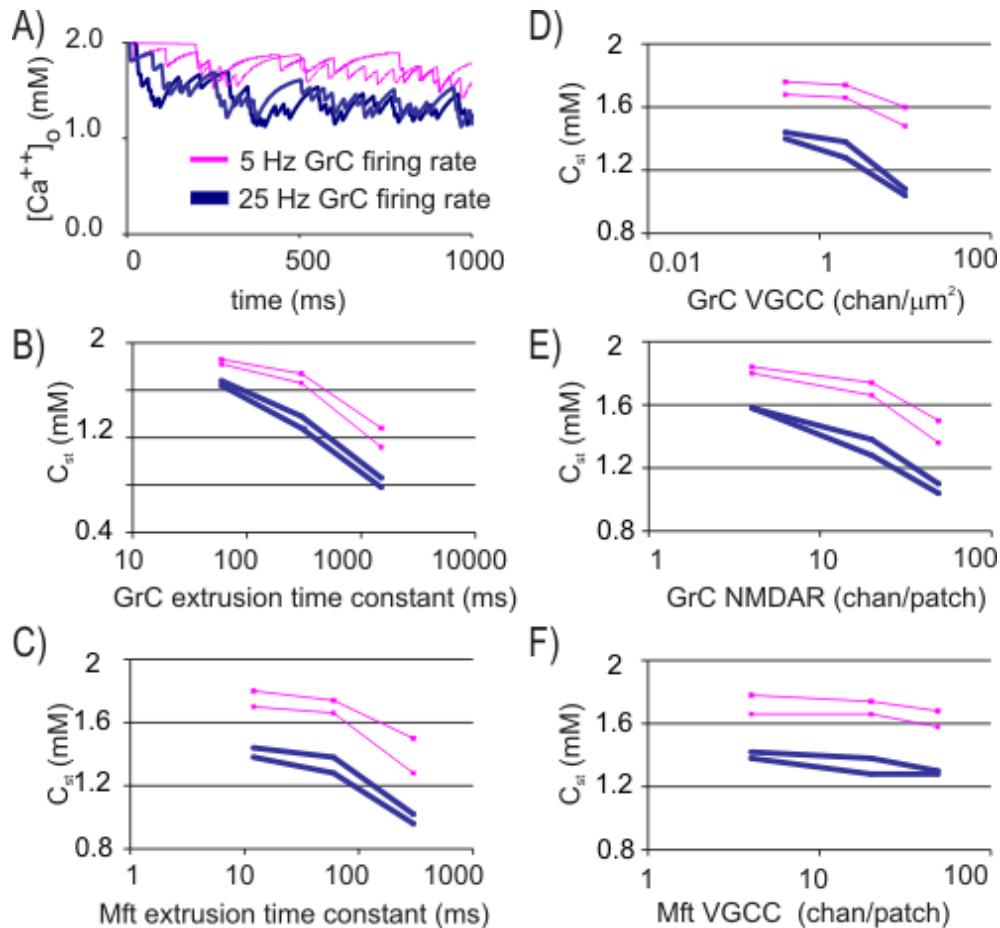 A)
[Ca⁺⁺]ₒ (mM)
2.0
1.0
0.0
5 Hz GrC firing rate
25 Hz GrC firing rate
0 500 1000
time (ms)
B)
Cst (mM)
2
1.2
0.4
10 100 1000 10000
GrC extrusion time constant (ms)
C)
Cst (mM)
2
1.6
1.2
0.8
1 10 100 1000
Mft extrusion time constant (ms)
D)
Cst (mM)
2
1.6
1.2
0.8
0.01 1 100
GrC VGCC (chan/μm²)
E)
Cst (mM)
2
1.6
1.2
0.8
1 10 100
GrC NMDAR (chan/patch)
F)
Cst (mM)
2
1.6
1.2
0.8
1 10 100
Mft VGCC (chan/patch)